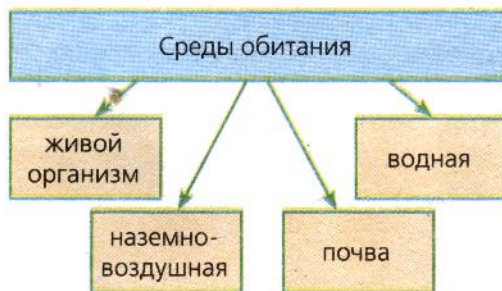 Среды обитания
живой
организм
водная
наземно-
воздушная
почва